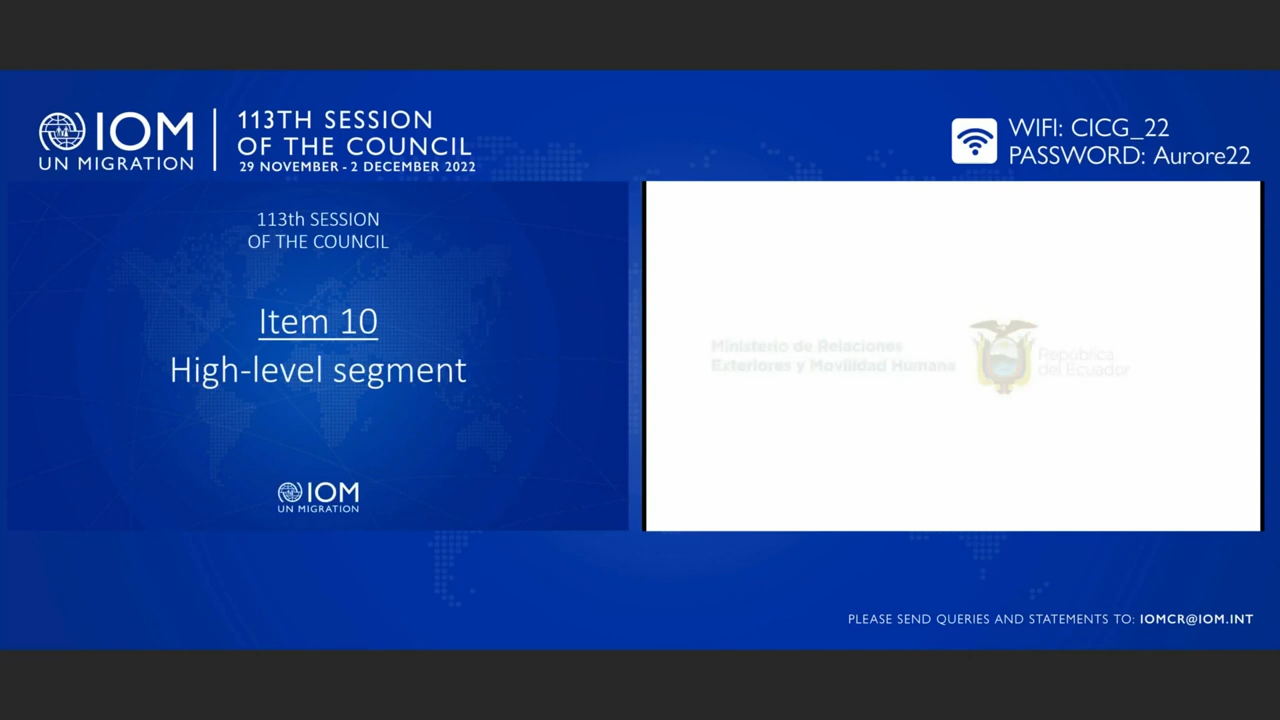 IOM
UN MIGRATION
113TH SESSION
OF THE COUNCIL
29 NOVEMBER - 2 DECEMBER 2022
WIFI: CICG_22
PASSWORD: Aurore22
113th SESSION
OF THE COUNCIL
Item 10
High-level segment
IOM
UN MIGRATION
Ministerio de Relaciones
Exteriores y Movilidad Humana
República
del Ecuador
PLEASE SEND QUERIES AND STATEMENTS TO: IOMCR@IOM.INT